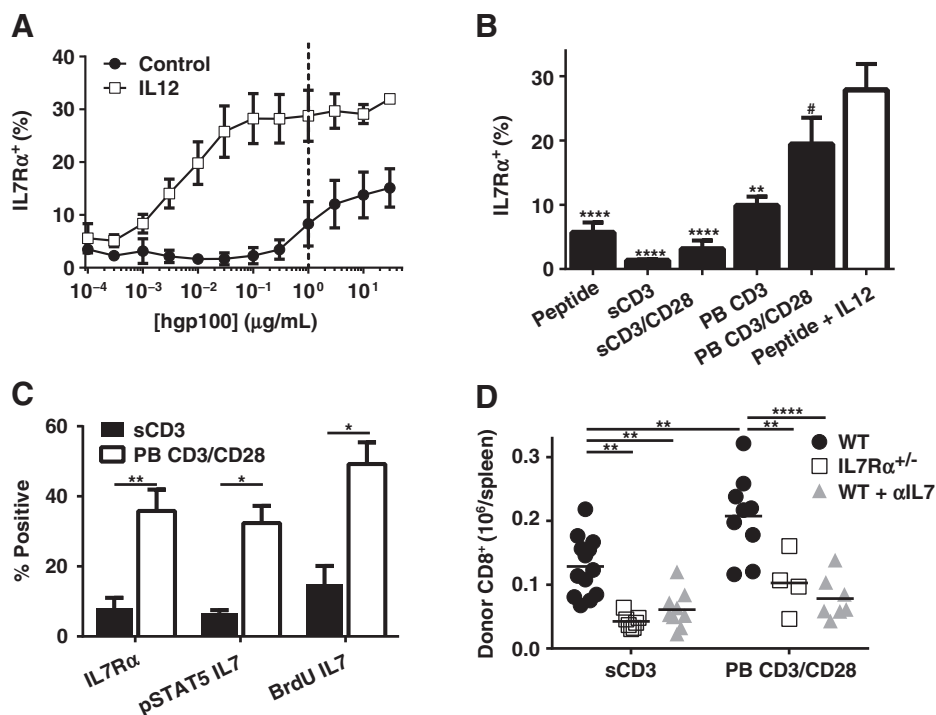 A
40
30
20
10
0
IL7Rα+ (%)
Control
IL12
10−4
10−3
10−2
10−1
100
101
[hgp100] (μg/mL)
B
30
20
10
0
IL7Rα+ (%)
****
****
****
**
#
Peptide
sCD3
sCD3/CD28
PB CD3
PB CD3/CD28
Peptide + IL12
C
60
40
20
0
% Positive
sCD3
PB CD3/CD28
**
*
*
IL7Rα
pSTAT5 IL7
BrdU IL7
D
0.3
0.2
0.1
0.0
Donor CD8+ (106/spleen)
**
**
**
****
**
WT
IL7Rα+/-
WT + αIL7
sCD3
PB CD3/CD28